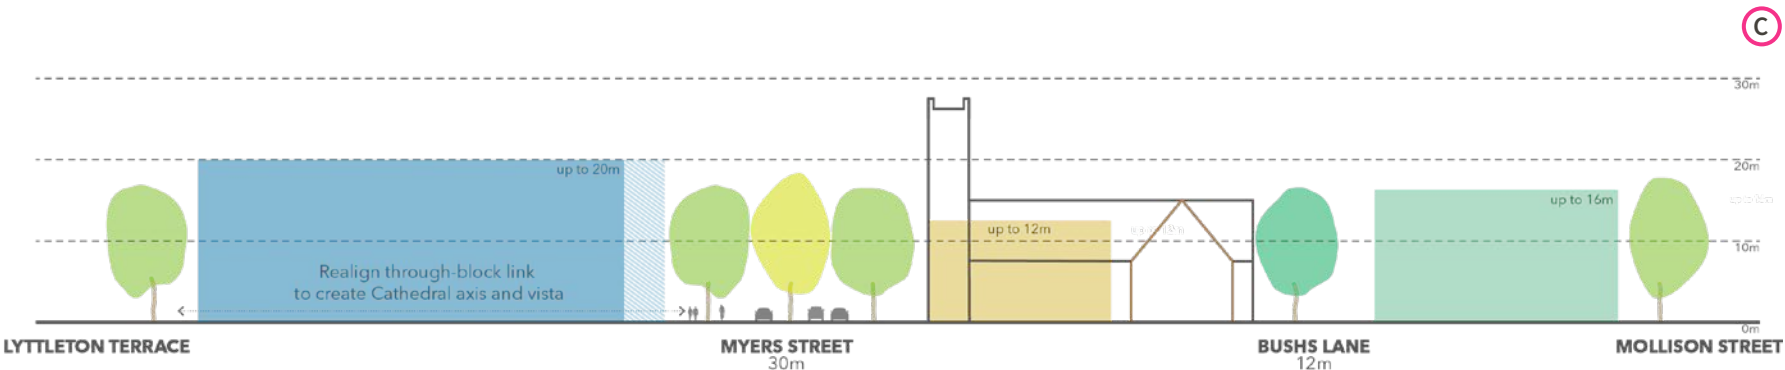 C
30m
up to 20m
20m
up to 16m
up to 12m
10m
Realign through-block link
to create Cathedral axis and vista
0m
LYTTLETON TERRACE
MYERS STREET
30m
BUSHS LANE
12m
MOLLISON STREET